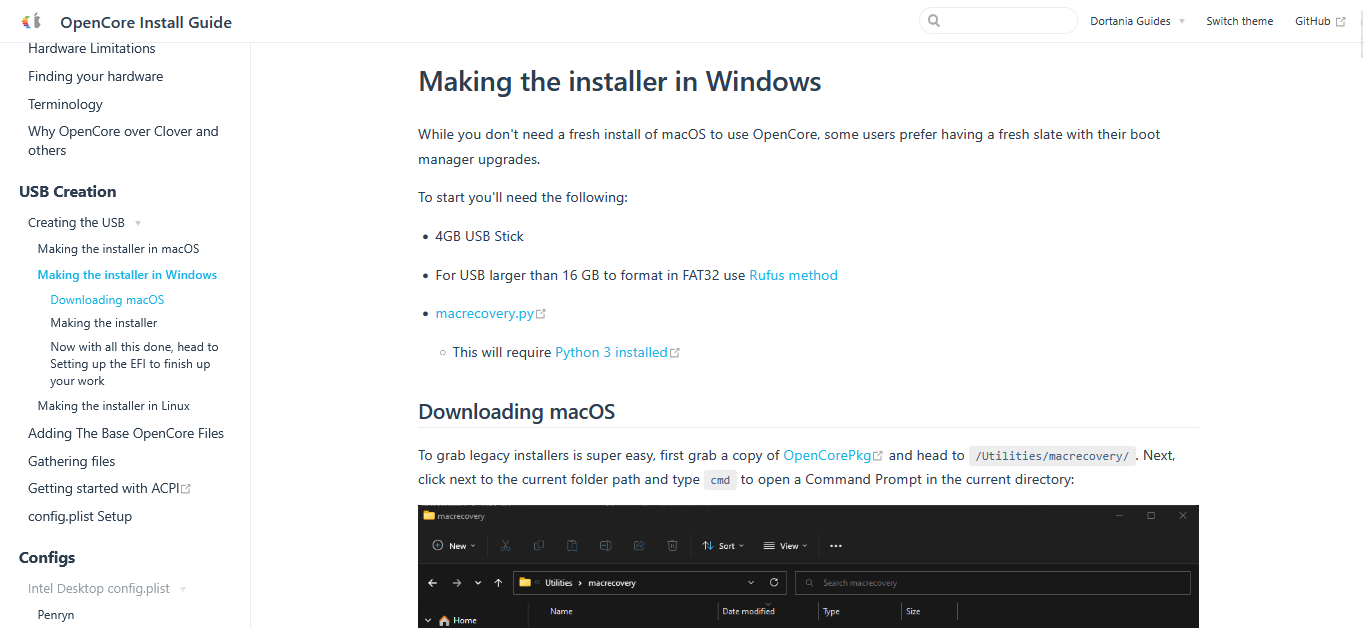 OpenCore Install Guide
Dortania Guides
Switch theme
GitHub
Hardware Limitations
Finding your hardware
Terminology
Why OpenCore over Clover and
others
USB Creation
Creating the USB
Making the installer in macOS
Making the installer in Windows
Downloading macOS
Making the installer
Now with all this done, head to
Setting up the EFI to finish up
your work
Making the installer in Linux
Adding The Base OpenCore Files
Gathering files
Getting started with ACPI
config.plist Setup
Configs
Intel Desktop config.plist
Penryn
Making the installer in Windows
While you don't need a fresh install of macOS to use OpenCore, some users prefer having a fresh slate with their boot
manager upgrades.
To start you'll need the following:
• 4GB USB Stick
• For USB larger than 16 GB to format in FAT32 use Rufus method
• macrecovery.py
○ This will require Python 3 installed
Downloading macOS
To grab legacy installers is super easy, first grab a copy of OpenCorePkg and head to /Utilities/macrecovery/ . Next,
click next to the current folder path and type cmd to open a Command Prompt in the current directory:
macrecovery
New
Sort
View
Utilities > macrecovery
Search macrecovery
Name
Date modified
Type
Size
Home